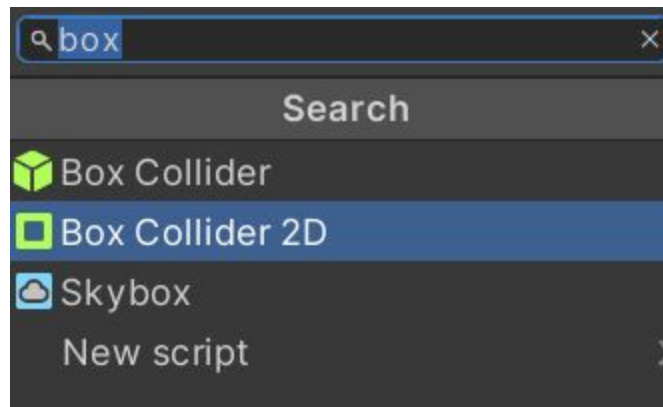 box
Search
Box Collider
Box Collider 2D
Skybox
New script